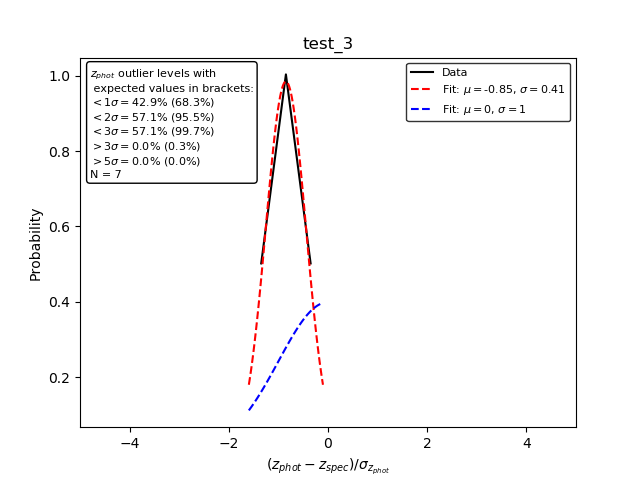 test_3
z_phot outlier levels with
expected values in brackets:
< 1σ = 42.9% (68.3%)
< 2σ = 57.1% (95.5%)
< 3σ = 57.1% (99.7%)
> 3σ = 0.0% (0.3%)
> 5σ = 0.0% (0.0%)
N = 7
Data
Fit: μ = -0.85, σ = 0.41
Fit: μ = 0, σ = 1
Probability
1.0
0.8
0.6
0.4
0.2
−4 −2 0 2 4
(z_phot − z_spec)/σ_z_phot